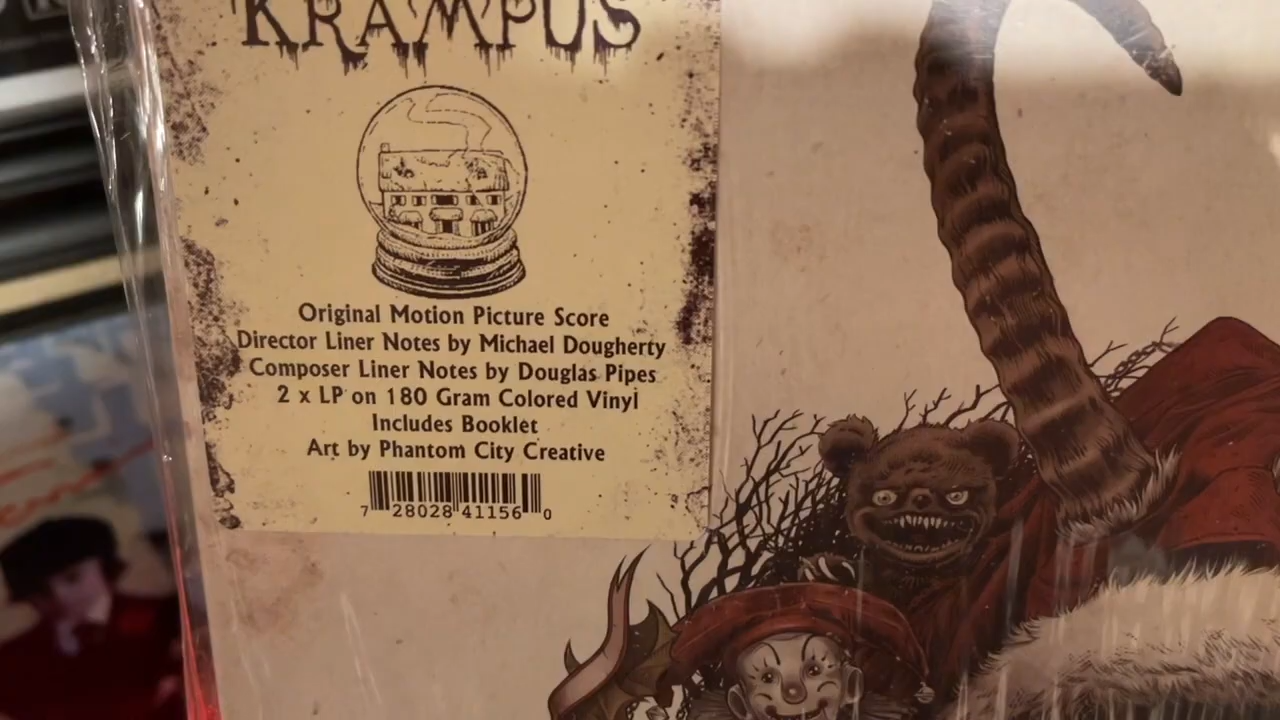 KRAMPUS
Original Motion Picture Score
Director Liner Notes by Michael Dougherty
Composer Liner Notes by Douglas Pipes
2 x LP on 180 Gram Colored Vinyl
Includes Booklet
Art by Phantom City Creative
7 28028 41156 0